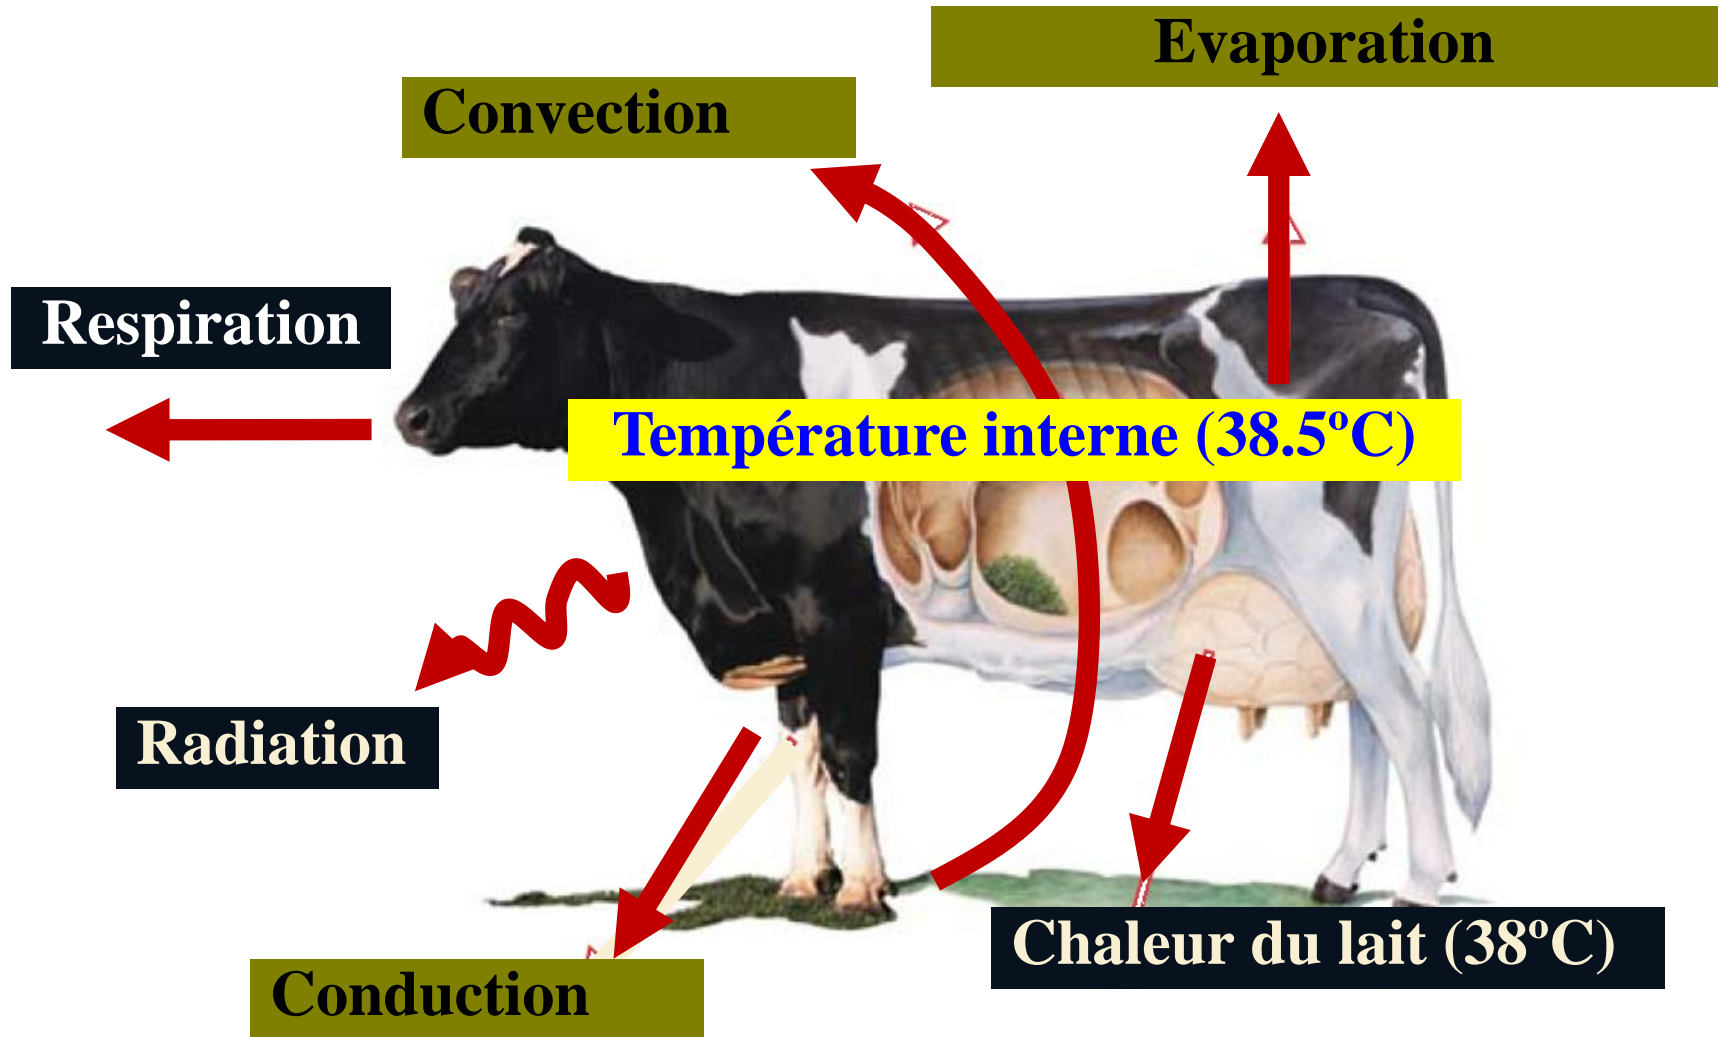 Evaporation
Convection
Respiration
Température interne (38.5ºC)
Radiation
Chaleur du lait (38ºC)
Conduction